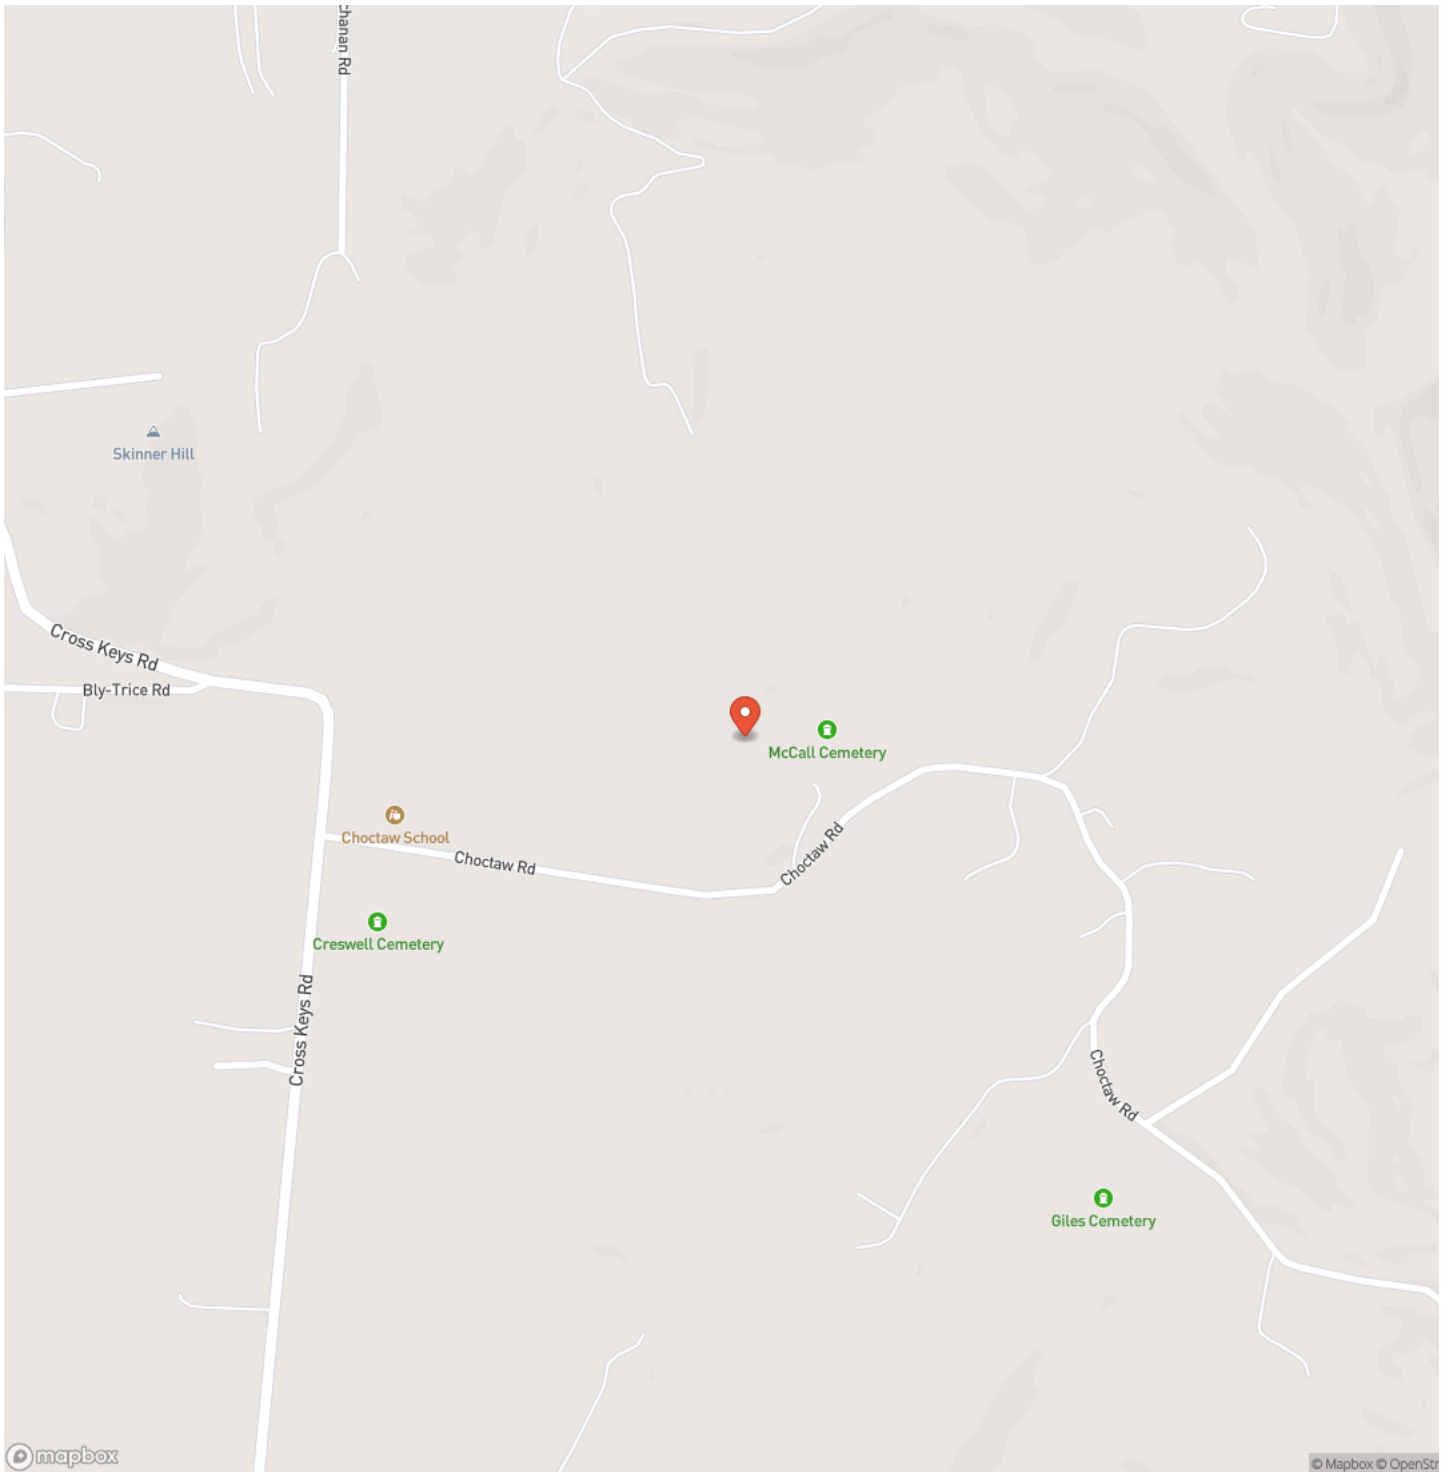 chanan Rd
Skinner Hill
Cross Keys Rd
Bly-Trice Rd
McCall Cemetery
Choctaw School
Choctaw Rd
Choctaw Rd
Creswell Cemetery
Cross Keys Rd
Choctaw Rd
Giles Cemetery
mapbox
© Mapbox © OpenStr